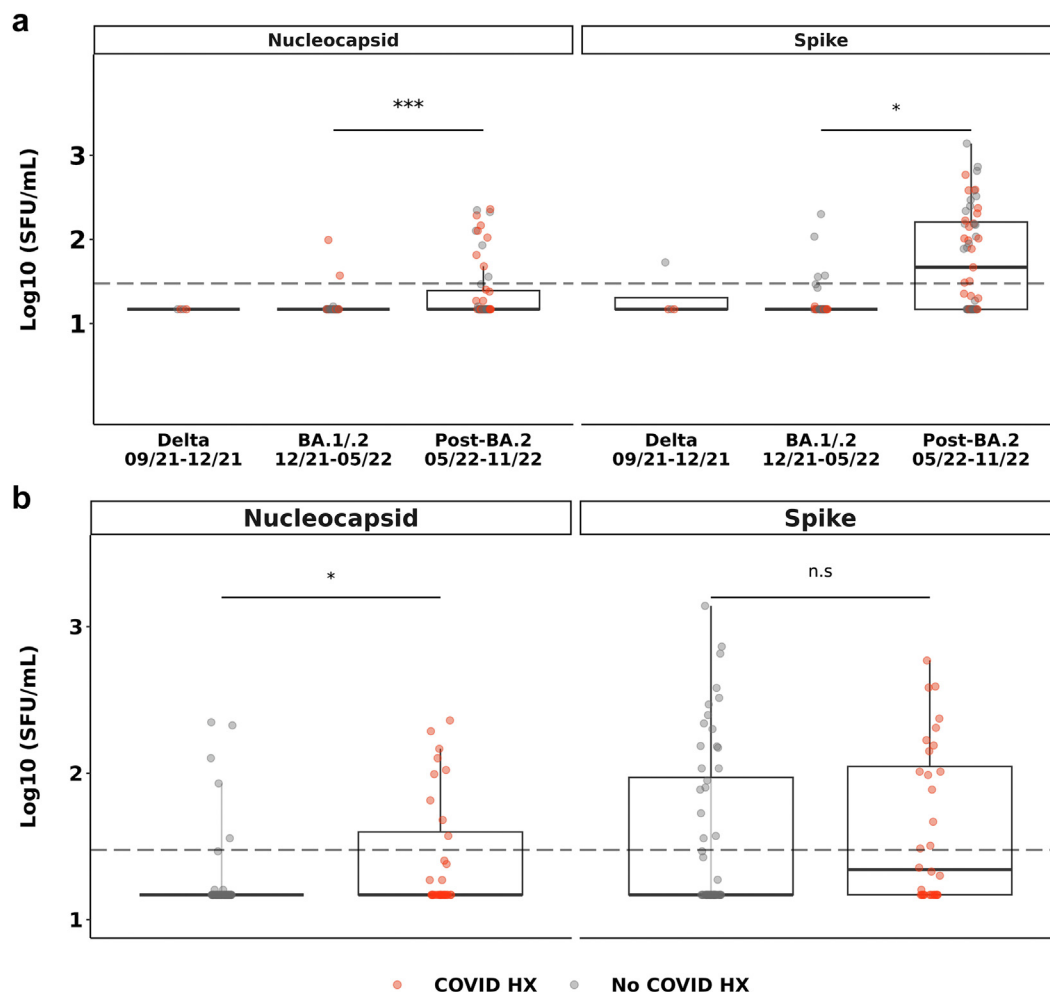 a
Nucleocapsid
Spike
***
*
3
2
1
Log10 (SFU/mL)
Delta
09/21-12/21
BA.1/.2
12/21-05/22
Post-BA.2
05/22-11/22
Delta
09/21-12/21
BA.1/.2
12/21-05/22
Post-BA.2
05/22-11/22
b
Nucleocapsid
Spike
*
n.s
3
2
1
Log10 (SFU/mL)
COVID HX
No COVID HX